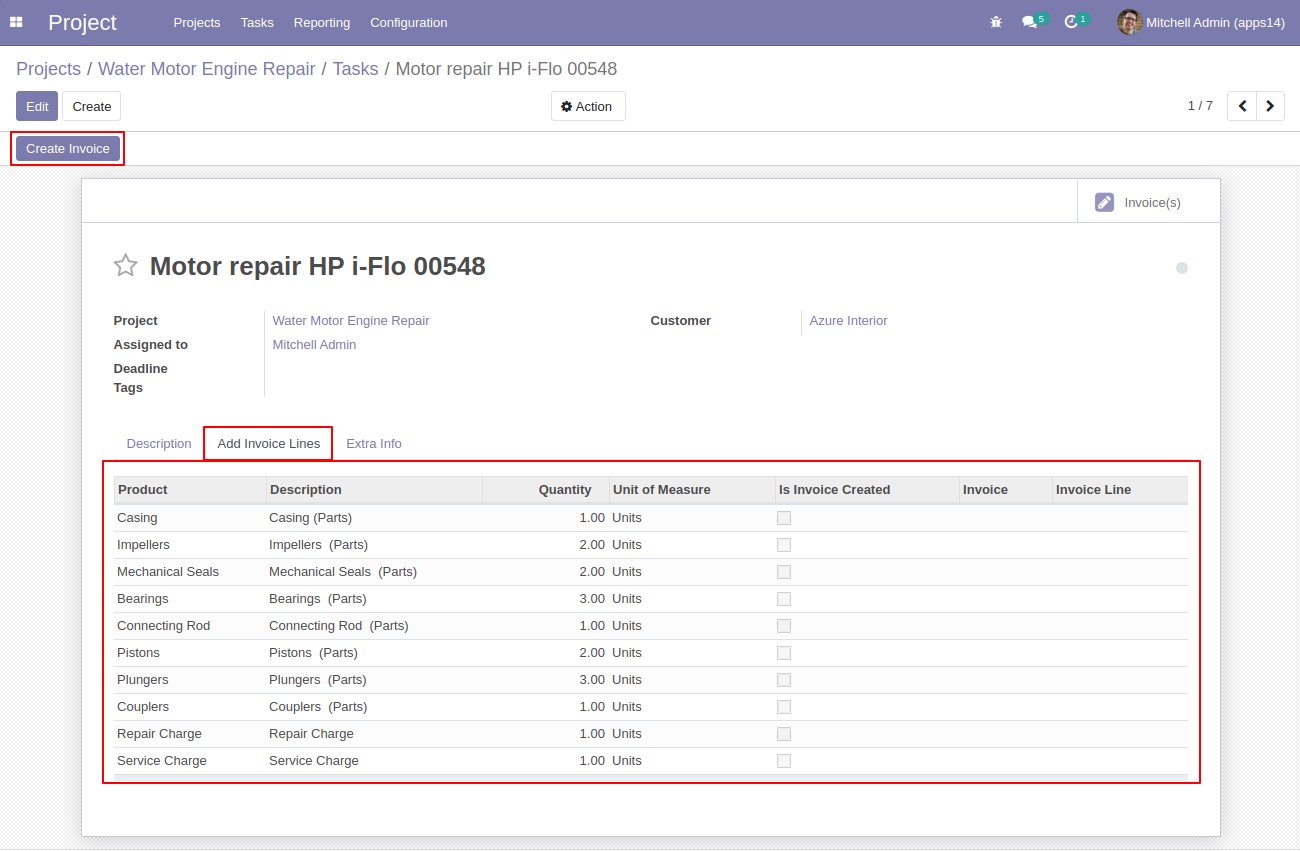 Project Projects Tasks Reporting Configuration 5 1 Mitchell Admin (apps14)
Projects / Water Motor Engine Repair / Tasks / Motor repair HP i-Flo 00548
Edit Create Action 1 / 7
Create Invoice
Invoice(s)
Motor repair HP i-Flo 00548
Project Water Motor Engine Repair Customer Azure Interior
Assigned to Mitchell Admin
Deadline
Tags
Description Add Invoice Lines Extra Info
Product Description Quantity Unit of Measure Is Invoice Created Invoice Invoice Line
Casing Casing (Parts) 1.00 Units
Impellers Impellers (Parts) 2.00 Units
Mechanical Seals Mechanical Seals (Parts) 2.00 Units
Bearings Bearings (Parts) 3.00 Units
Connecting Rod Connecting Rod (Parts) 1.00 Units
Pistons Pistons (Parts) 2.00 Units
Plungers Plungers (Parts) 3.00 Units
Couplers Couplers (Parts) 1.00 Units
Repair Charge Repair Charge 1.00 Units
Service Charge Service Charge 1.00 Units